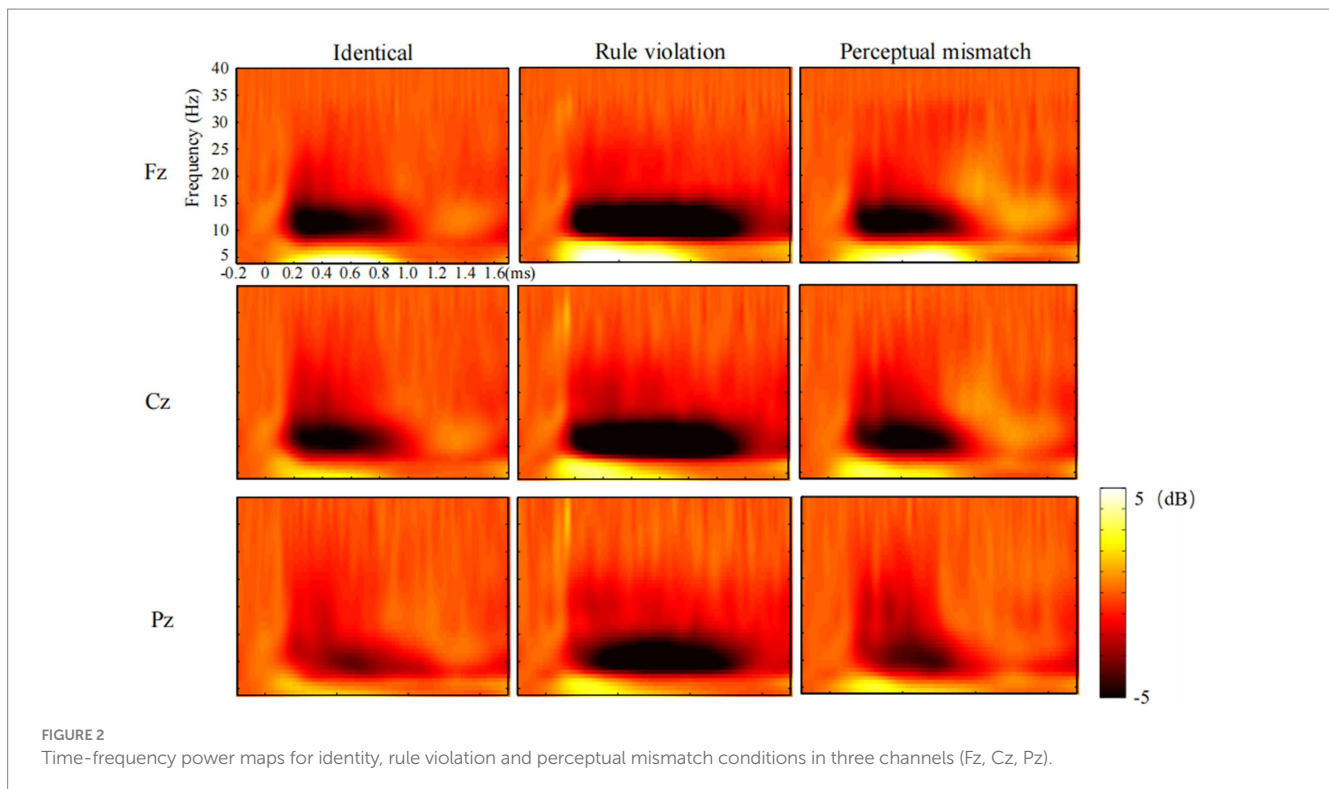 Identical Rule violation Perceptual mismatch
40
35
30
25
20
15
10
5
Frequency (Hz)
Fz
-0.2 0 0.2 0.4 0.6 0.8 1.0 1.2 1.4 1.6(ms)
Cz
Pz
5 (dB)
-5
FIGURE 2
Time-frequency power maps for identity, rule violation and perceptual mismatch conditions in three channels (Fz, Cz, Pz).